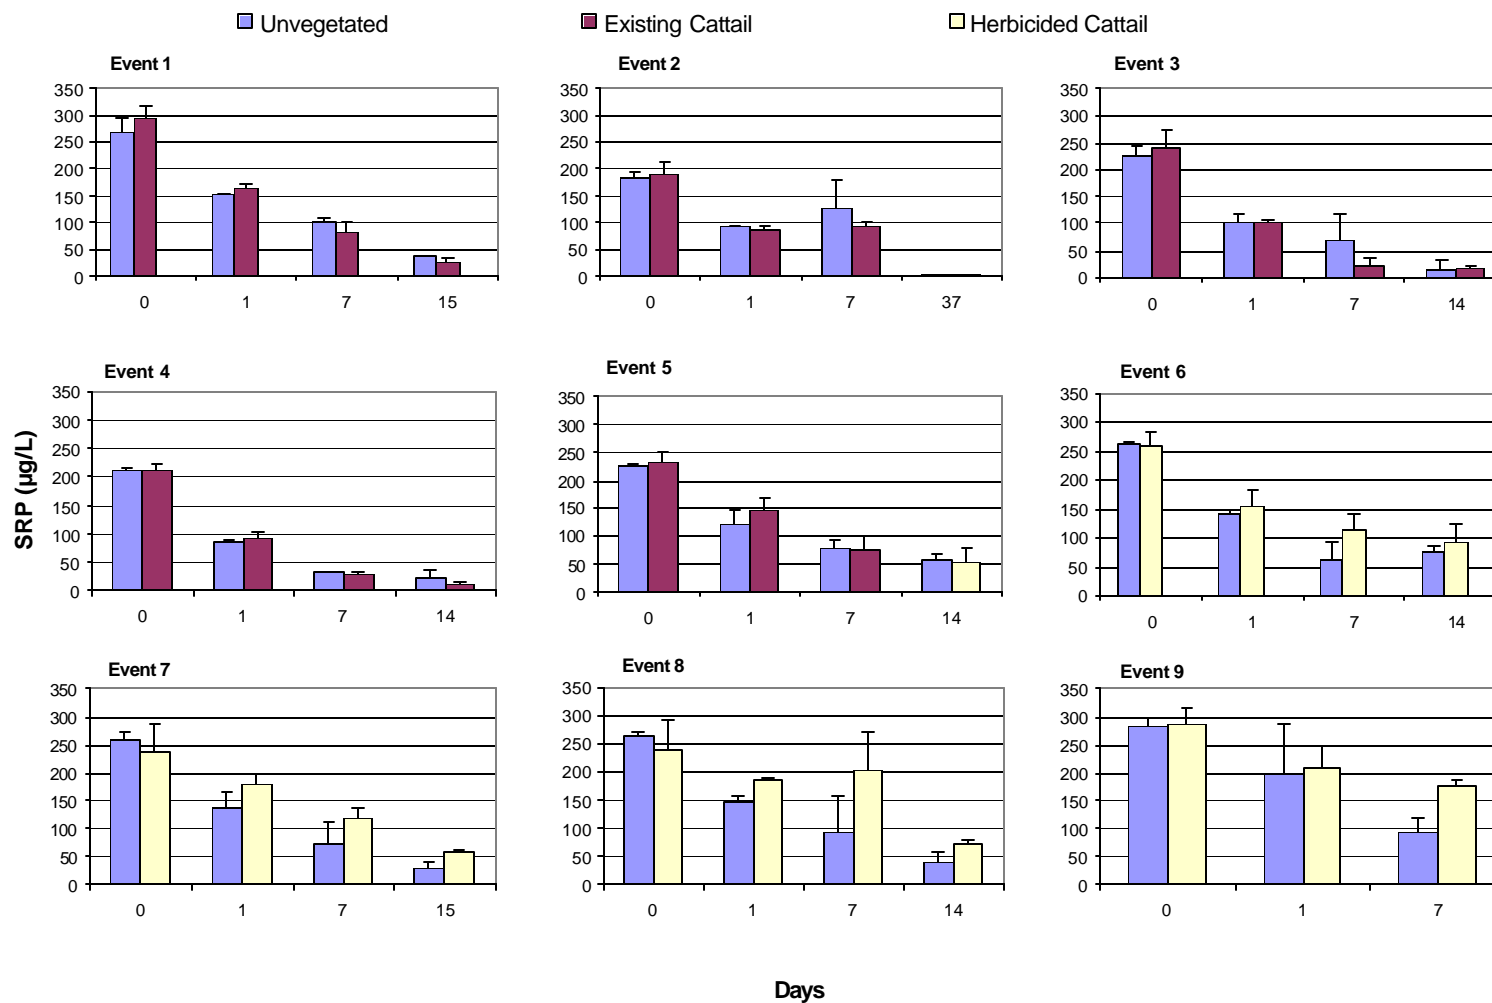 Unvegetated Existing Cattail Herbicided Cattail
Event 1 Event 2 Event 3
350 350 350
300 300 300
250 250 250
200 200 200
150 150 150
100 100 100
50 50 50
0 0 0
0 1 7 15 0 1 7 37 0 1 7 14
Event 4 Event 5 Event 6
350 350 350
300 300 300
250 250 250
200 200 200
150 150 150
100 100 100
50 50 50
0 0 0
0 1 7 14 0 1 7 14 0 1 7 14
SRP (µg/L)
Event 7 Event 8 Event 9
350 350 350
300 300 300
250 250 250
200 200 200
150 150 150
100 100 100
50 50 50
0 0 0
0 1 7 15 0 1 7 14 0 1 7
Days